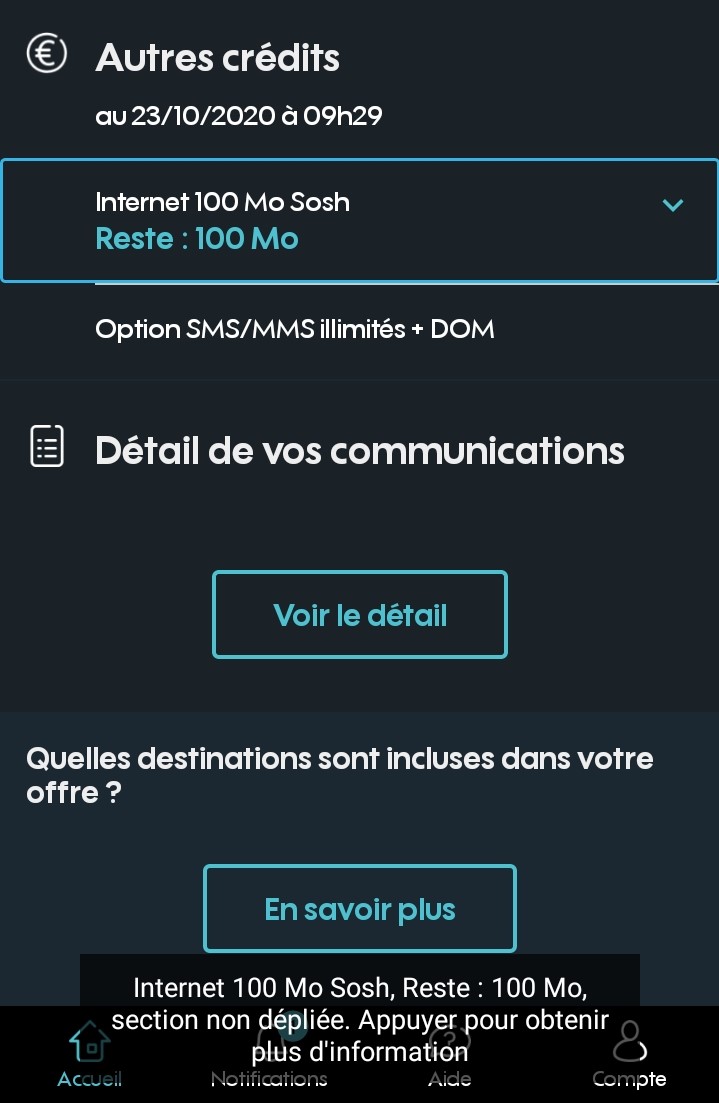 Autres crédits
au 23/10/2020 à 09h29
Internet 100 Mo Sosh
Reste : 100 Mo
Option SMS/MMS illimités + DOM
Détail de vos communications
Voir le détail
Quelles destinations sont incluses dans votre
offre ?
En savoir plus
Internet 100 Mo Sosh, Reste : 100 Mo,
section non dépliée. Appuyer pour obtenir
plus d'information
Accueil
Notifications
Aide
Compte